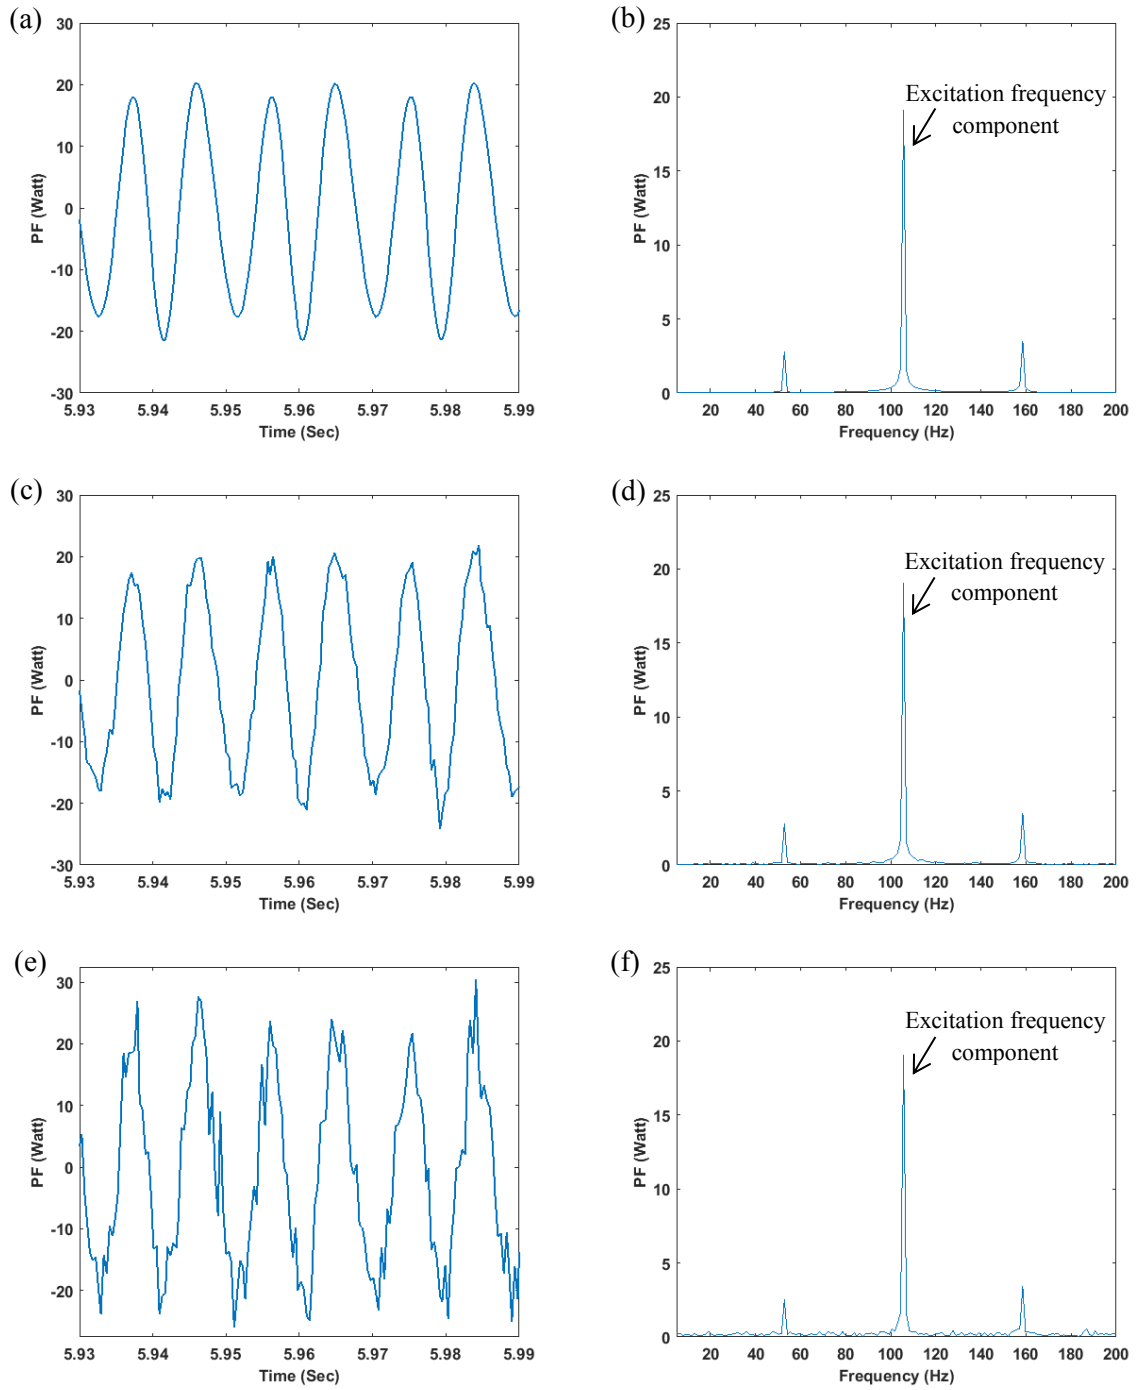 (a)
30
20
10
0
-10
-20
-30
PF (Watt)
5.93 5.94 5.95 5.96 5.97 5.98 5.99
Time (Sec)
(b)
25
20
15
10
5
0
PF (Watt)
Excitation frequency
component
20 40 60 80 100 120 140 160 180 200
Frequency (Hz)
(c)
30
20
10
0
-10
-20
-30
PF (Watt)
5.93 5.94 5.95 5.96 5.97 5.98 5.99
Time (Sec)
(d)
25
20
15
10
5
0
PF (Watt)
Excitation frequency
component
20 40 60 80 100 120 140 160 180 200
Frequency (Hz)
(e)
30
20
10
0
-10
-20
PF (Watt)
5.93 5.94 5.95 5.96 5.97 5.98 5.99
Time (Sec)
(f)
25
20
15
10
5
0
PF (Watt)
Excitation frequency
component
20 40 60 80 100 120 140 160 180 200
Frequency (Hz)